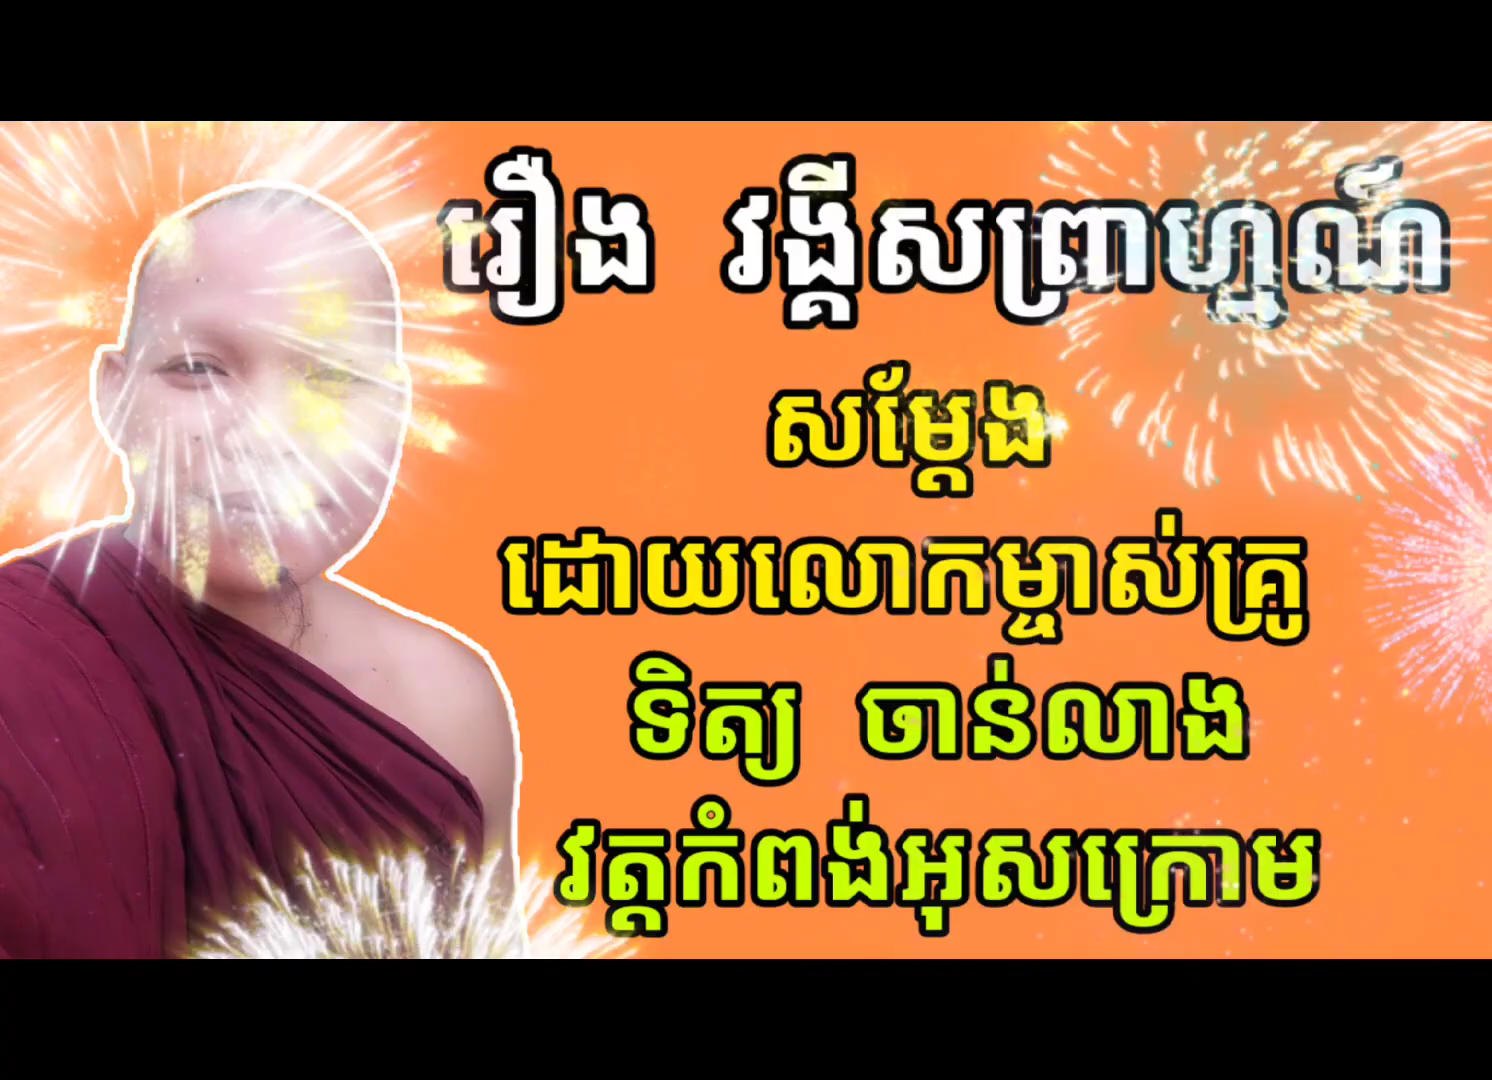 រឿង វង្គីសព្រាហ្មណ៍
សម្ដែង
ដោយលោកម្ចាស់គ្រូ
ទិត្យ ចាន់លាង
វត្តកំពង់អុសក្រោម